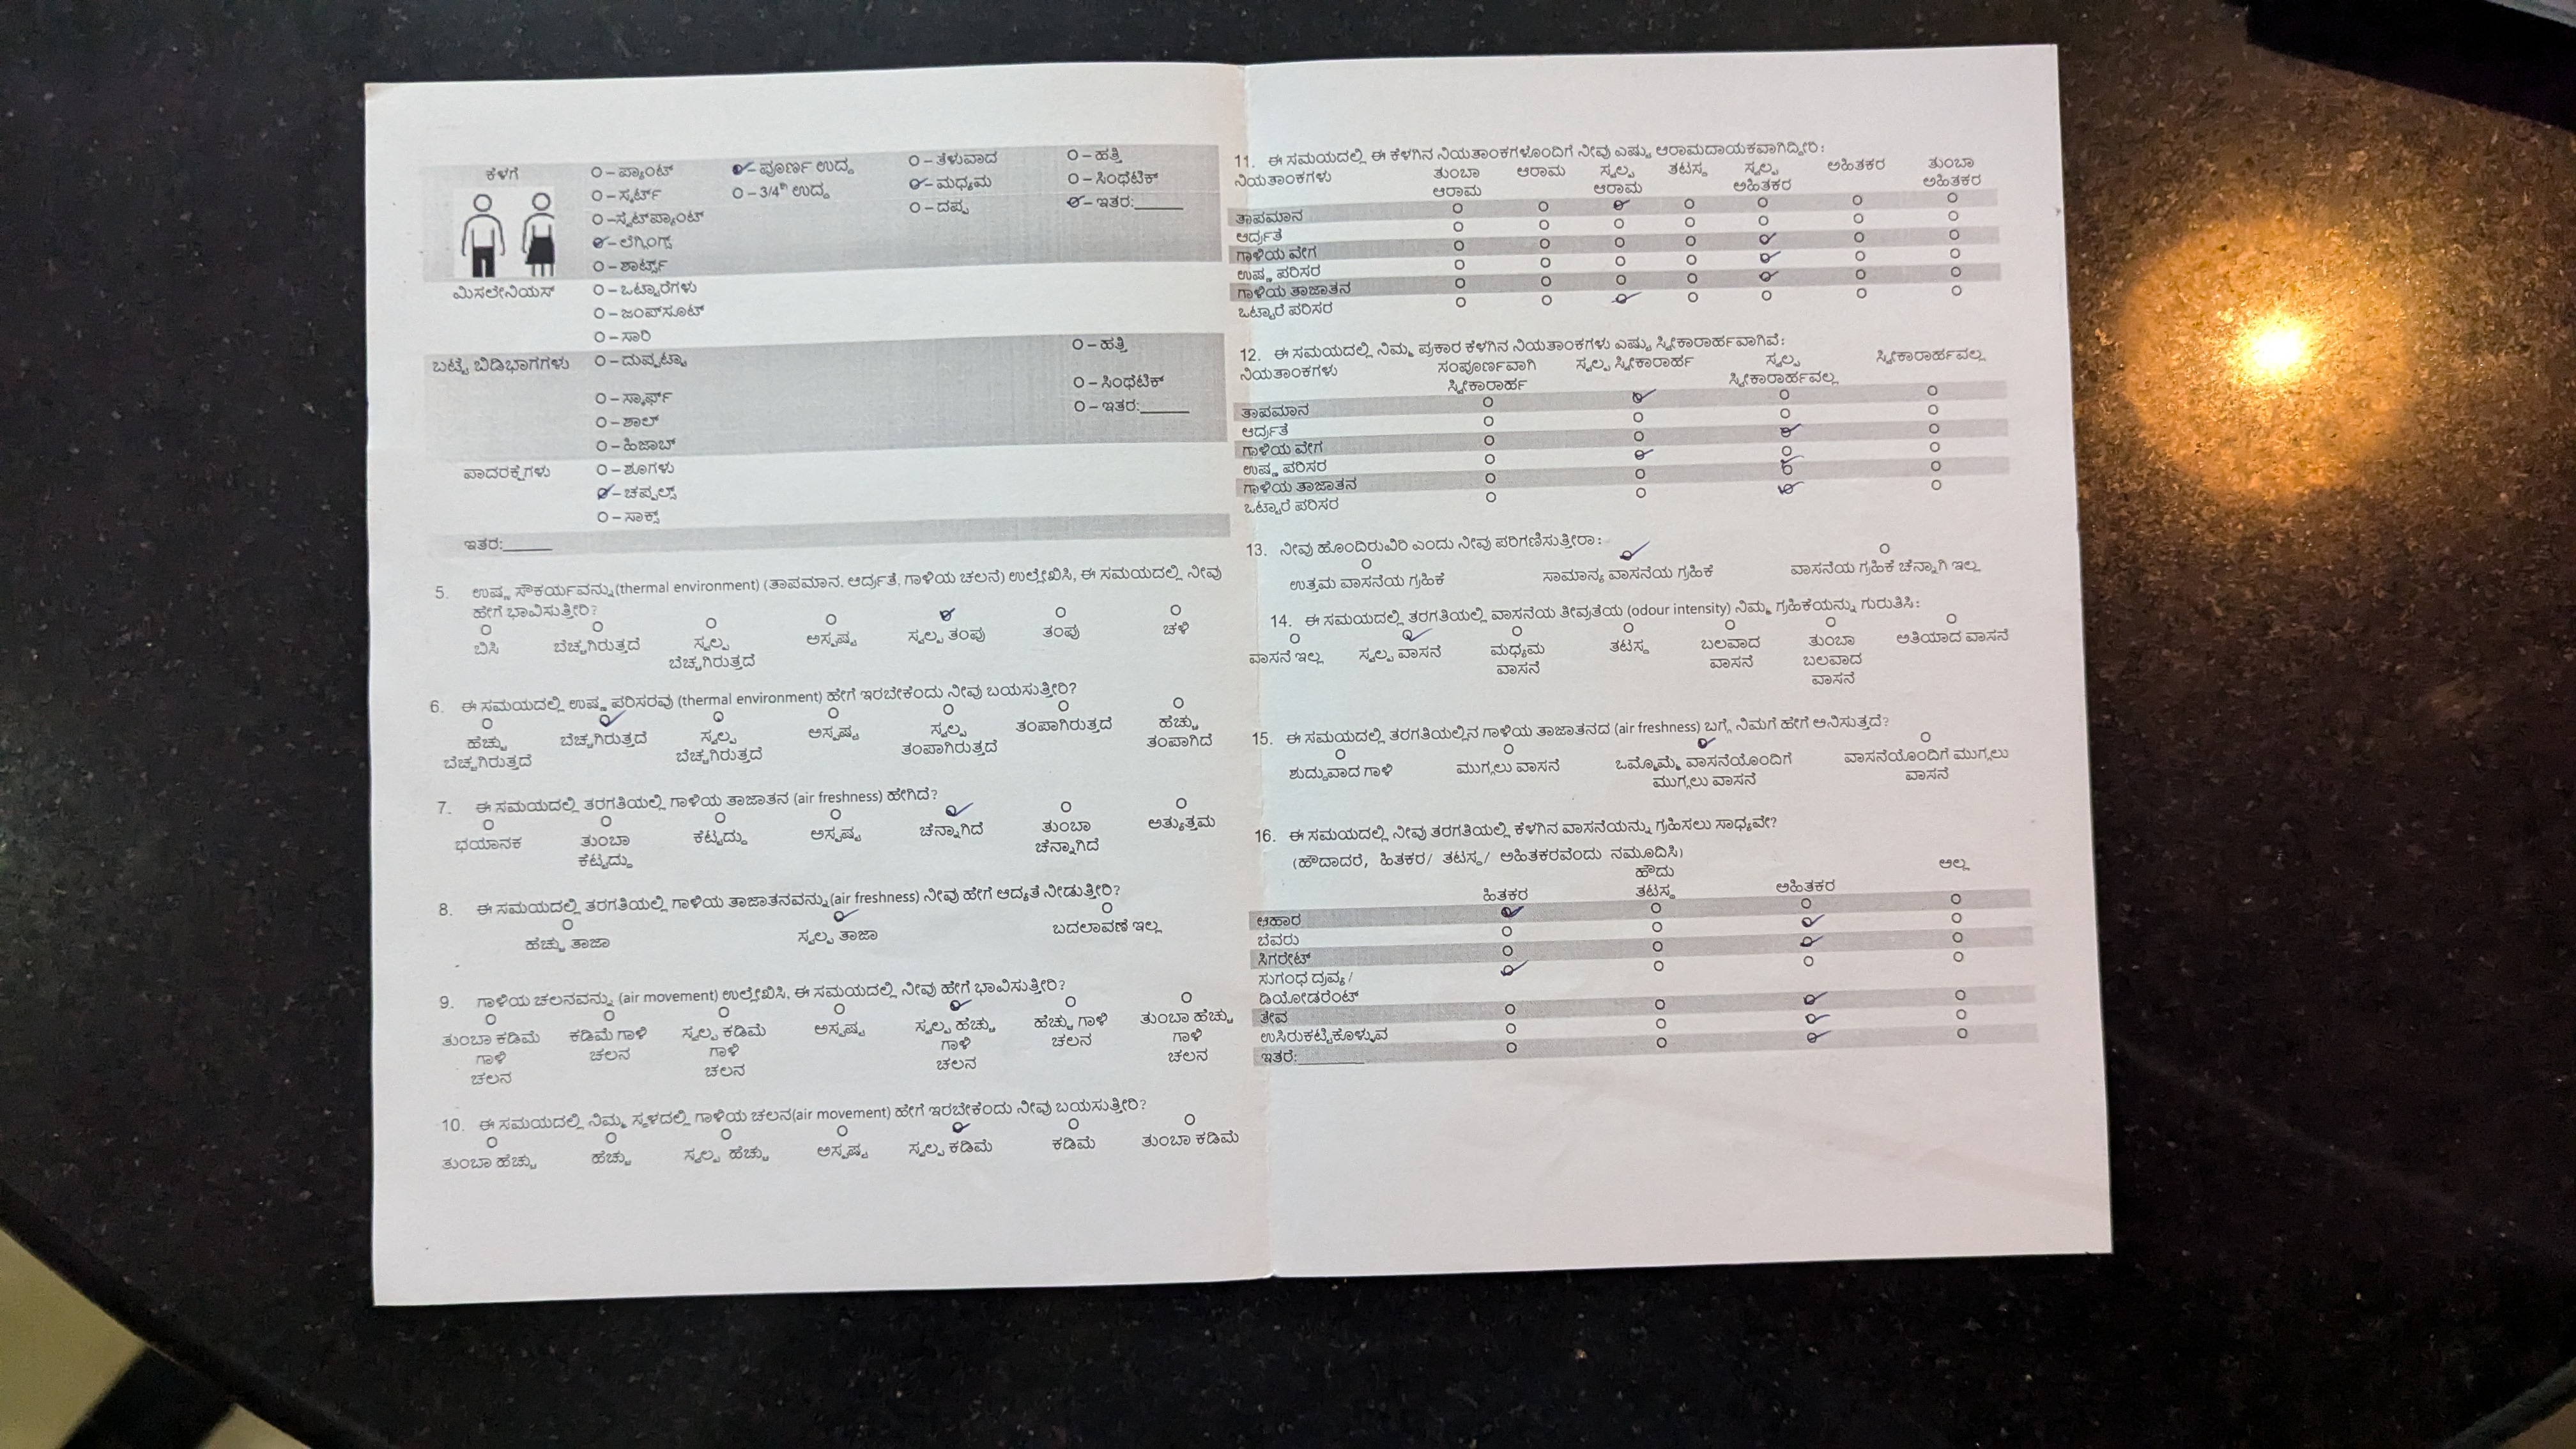 ಕೆಳಗೆ
O – ಪ್ಯಾಂಟ್ O – ಪೂರ್ಣ ಉದ್ದ O – ತೆಳುವಾದ O – ಹತ್ತಿ
O – ಸ್ಕರ್ಟ್ O – 3/4th ಉದ್ದ O – ಮಧ್ಯಮ O – ಸಿಂಥೆಟಿಕ್
O – ಸ್ವೆಟ್‌ಪ್ಯಾಂಟ್ O – ದಪ್ಪ O – ಇತರ:______
O – ಲೆಗ್ಗಿಂಗ್ಸ್
O – ಶಾರ್ಟ್ಸ್
ಮಿಸಲೇನಿಯಸ್ O – ಒಟ್ಟಾರೆಗಳು
O – ಜಂಪ್‌ಸೂಟ್
O – ಸಾರಿ
ಬಟ್ಟೆ ಬಿಡಿಭಾಗಗಳು O – ದುಪ್ಪಟ್ಟಾ O – ಹತ್ತಿ
O – ಸ್ಕಾರ್ಫ್ O – ಸಿಂಥೆಟಿಕ್
O – ಶಾಲ್ O – ಇತರ:______
O – ಹಿಜಾಬ್
ಪಾದರಕ್ಷೆಗಳು O – ಶೂಗಳು
O – ಚಪ್ಪಲ್ಸ್
O – ಸಾಕ್ಸ್
ಇತರ:______
5. ಉಷ್ಣ ಸೌಕರ್ಯವನ್ನು (thermal environment) (ತಾಪಮಾನ, ಆರ್ದ್ರತೆ, ಗಾಳಿಯ ಚಲನೆ) ಉಲ್ಲೇಖಿಸಿ, ಈ ಸಮಯದಲ್ಲಿ ನೀವು
ಹೇಗೆ ಭಾವಿಸುತ್ತೀರಿ?
ಬಿಸಿ ಬೆಚ್ಚಗಿರುತ್ತದೆ ಸ್ವಲ್ಪ ಅಸ್ಪಷ್ಟ ಸ್ವಲ್ಪ ತಂಪು ತಂಪು ಚಳಿ
ಬೆಚ್ಚಗಿರುತ್ತದೆ
6. ಈ ಸಮಯದಲ್ಲಿ ಉಷ್ಣ ಪರಿಸರವು (thermal environment) ಹೇಗೆ ಇರಬೇಕೆಂದು ನೀವು ಬಯಸುತ್ತೀರಿ?
ಹೆಚ್ಚು ಬೆಚ್ಚಗಿರುತ್ತದೆ ಸ್ವಲ್ಪ ಅಸ್ಪಷ್ಟ ಸ್ವಲ್ಪ ತಂಪಾಗಿರುತ್ತದೆ ಹೆಚ್ಚು
ಬೆಚ್ಚಗಿರುತ್ತದೆ ಬೆಚ್ಚಗಿರುತ್ತದೆ ತಂಪಾಗಿರುತ್ತದೆ ತಂಪಾಗಿದೆ
7. ಈ ಸಮಯದಲ್ಲಿ ತರಗತಿಯಲ್ಲಿ ಗಾಳಿಯ ತಾಜಾತನ (air freshness) ಹೇಗಿದೆ?
ಭಯಾನಕ ತುಂಬಾ ಕೆಟ್ಟದ್ದು ಅಸ್ಪಷ್ಟ ಚೆನ್ನಾಗಿದೆ ತುಂಬಾ ಅತ್ಯುತ್ತಮ
ಕೆಟ್ಟದ್ದು ಚೆನ್ನಾಗಿದೆ
8. ಈ ಸಮಯದಲ್ಲಿ ತರಗತಿಯಲ್ಲಿ ಗಾಳಿಯ ತಾಜಾತನವನ್ನು (air freshness) ನೀವು ಹೇಗೆ ಆದ್ಯತೆ ನೀಡುತ್ತೀರಿ?
ಹೆಚ್ಚು ತಾಜಾ ಸ್ವಲ್ಪ ತಾಜಾ ಬದಲಾವಣೆ ಇಲ್ಲ
9. ಗಾಳಿಯ ಚಲನವನ್ನು (air movement) ಉಲ್ಲೇಖಿಸಿ, ಈ ಸಮಯದಲ್ಲಿ ನೀವು ಹೇಗೆ ಭಾವಿಸುತ್ತೀರಿ?
ತುಂಬಾ ಕಡಿಮೆ ಕಡಿಮೆ ಗಾಳಿ ಸ್ವಲ್ಪ ಕಡಿಮೆ ಅಸ್ಪಷ್ಟ ಸ್ವಲ್ಪ ಹೆಚ್ಚು ಹೆಚ್ಚು ಗಾಳಿ ತುಂಬಾ ಹೆಚ್ಚು
ಗಾಳಿ ಚಲನ ಗಾಳಿ ಗಾಳಿ ಚಲನ ಗಾಳಿ
ಚಲನ ಚಲನ ಚಲನ ಚಲನ
10. ಈ ಸಮಯದಲ್ಲಿ ನಿಮ್ಮ ಸ್ಥಳದಲ್ಲಿ ಗಾಳಿಯ ಚಲನ(air movement) ಹೇಗೆ ಇರಬೇಕೆಂದು ನೀವು ಬಯಸುತ್ತೀರಿ?
ತುಂಬಾ ಹೆಚ್ಚು ಹೆಚ್ಚು ಸ್ವಲ್ಪ ಹೆಚ್ಚು ಅಸ್ಪಷ್ಟ ಸ್ವಲ್ಪ ಕಡಿಮೆ ಕಡಿಮೆ ತುಂಬಾ ಕಡಿಮೆ
11. ಈ ಸಮಯದಲ್ಲಿ ಈ ಕೆಳಗಿನ ನಿಯತಾಂಕಗಳೊಂದಿಗೆ ನೀವು ಎಷ್ಟು ಆರಾಮದಾಯಕವಾಗಿದ್ದೀರಿ:
ನಿಯತಾಂಕಗಳು ತುಂಬಾ ಆರಾಮ ಸ್ವಲ್ಪ ತಟಸ್ಥ ಸ್ವಲ್ಪ ಅಹಿತಕರ ತುಂಬಾ
ಆರಾಮ ಆರಾಮ ಅಹಿತಕರ ಅಹಿತಕರ
ತಾಪಮಾನ
ಆರ್ದ್ರತೆ
ಗಾಳಿಯ ವೇಗ
ಉಷ್ಣ ಪರಿಸರ
ಗಾಳಿಯ ತಾಜಾತನ
ಒಟ್ಟಾರೆ ಪರಿಸರ
12. ಈ ಸಮಯದಲ್ಲಿ ನಿಮ್ಮ ಪ್ರಕಾರ ಕೆಳಗಿನ ನಿಯತಾಂಕಗಳು ಎಷ್ಟು ಸ್ವೀಕಾರಾರ್ಹವಾಗಿವೆ:
ನಿಯತಾಂಕಗಳು ಸಂಪೂರ್ಣವಾಗಿ ಸ್ವಲ್ಪ ಸ್ವೀಕಾರಾರ್ಹ ಸ್ವಲ್ಪ ಸ್ವೀಕಾರಾರ್ಹವಲ್ಲ
ಸ್ವೀಕಾರಾರ್ಹ ಸ್ವೀಕಾರಾರ್ಹವಲ್ಲ
ತಾಪಮಾನ
ಆರ್ದ್ರತೆ
ಗಾಳಿಯ ವೇಗ
ಉಷ್ಣ ಪರಿಸರ
ಗಾಳಿಯ ತಾಜಾತನ
ಒಟ್ಟಾರೆ ಪರಿಸರ
13. ನೀವು ಹೊಂದಿರುವಿರಿ ಎಂದು ನೀವು ಪರಿಗಣಿಸುತ್ತೀರಾ:
ಉತ್ತಮ ವಾಸನೆಯ ಗ್ರಹಿಕೆ ಸಾಮಾನ್ಯ ವಾಸನೆಯ ಗ್ರಹಿಕೆ ವಾಸನೆಯ ಗ್ರಹಿಕೆ ಚೆನ್ನಾಗಿ ಇಲ್ಲ
14. ಈ ಸಮಯದಲ್ಲಿ ತರಗತಿಯಲ್ಲಿ ವಾಸನೆಯ ತೀವ್ರತೆಯ (odour intensity) ನಿಮ್ಮ ಗ್ರಹಿಕೆಯನ್ನು ಗುರುತಿಸಿ:
ವಾಸನೆ ಇಲ್ಲ ಸ್ವಲ್ಪ ವಾಸನೆ ಮಧ್ಯಮ ತಟಸ್ಥ ಬಲವಾದ ತುಂಬಾ ಅತಿಯಾದ ವಾಸನೆ
ವಾಸನೆ ವಾಸನೆ ಬಲವಾದ
ವಾಸನೆ
15. ಈ ಸಮಯದಲ್ಲಿ ತರಗತಿಯಲ್ಲಿನ ಗಾಳಿಯ ತಾಜಾತನದ (air freshness) ಬಗ್ಗೆ ನಿಮಗೆ ಹೇಗೆ ಅನಿಸುತ್ತದೆ?
ಶುದ್ಧುವಾದ ಗಾಳಿ ಮುಗ್ಗಲು ವಾಸನೆ ಒಮ್ಮೊಮ್ಮೆ ವಾಸನೆಯೊಂದಿಗೆ ವಾಸನೆಯೊಂದಿಗೆ ಮುಗ್ಗಲು
ಮುಗ್ಗಲು ವಾಸನೆ ವಾಸನೆ
16. ಈ ಸಮಯದಲ್ಲಿ ನೀವು ತರಗತಿಯಲ್ಲಿ ಕೆಳಗಿನ ವಾಸನೆಯನ್ನು ಗ್ರಹಿಸಲು ಸಾಧ್ಯವೇ?
(ಹೌದಾದರೆ, ಹಿತಕರ/ ತಟಸ್ಥ/ ಅಹಿತಕರವೆಂದು ನಮೂದಿಸಿ)
ಹೌದು ಅಲ್ಲ
ಹಿತಕರ ತಟಸ್ಥ ಅಹಿತಕರ
ಆಹಾರ
ಬೆವರು
ಸಿಗರೇಟ್
ಸುಗಂಧ ದ್ರವ್ಯ /
ಡಿಯೋಡರೆಂಟ್
ತೇವ
ಉಸಿರುಕಟ್ಟಿಕೊಳ್ಳುವ
ಇತರೆ:________